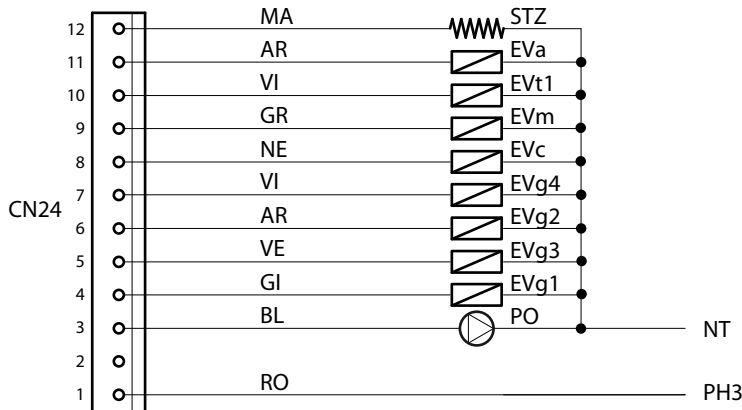 12 MA STZ
11 AR EVa
10 VI EVt1
9 GR EVm
8 NE EVc
7 VI EVg4
CN24
6 AR EVg2
5 VE EVg3
4 GI EVg1
3 BL PO NT
2
1 RO PH3